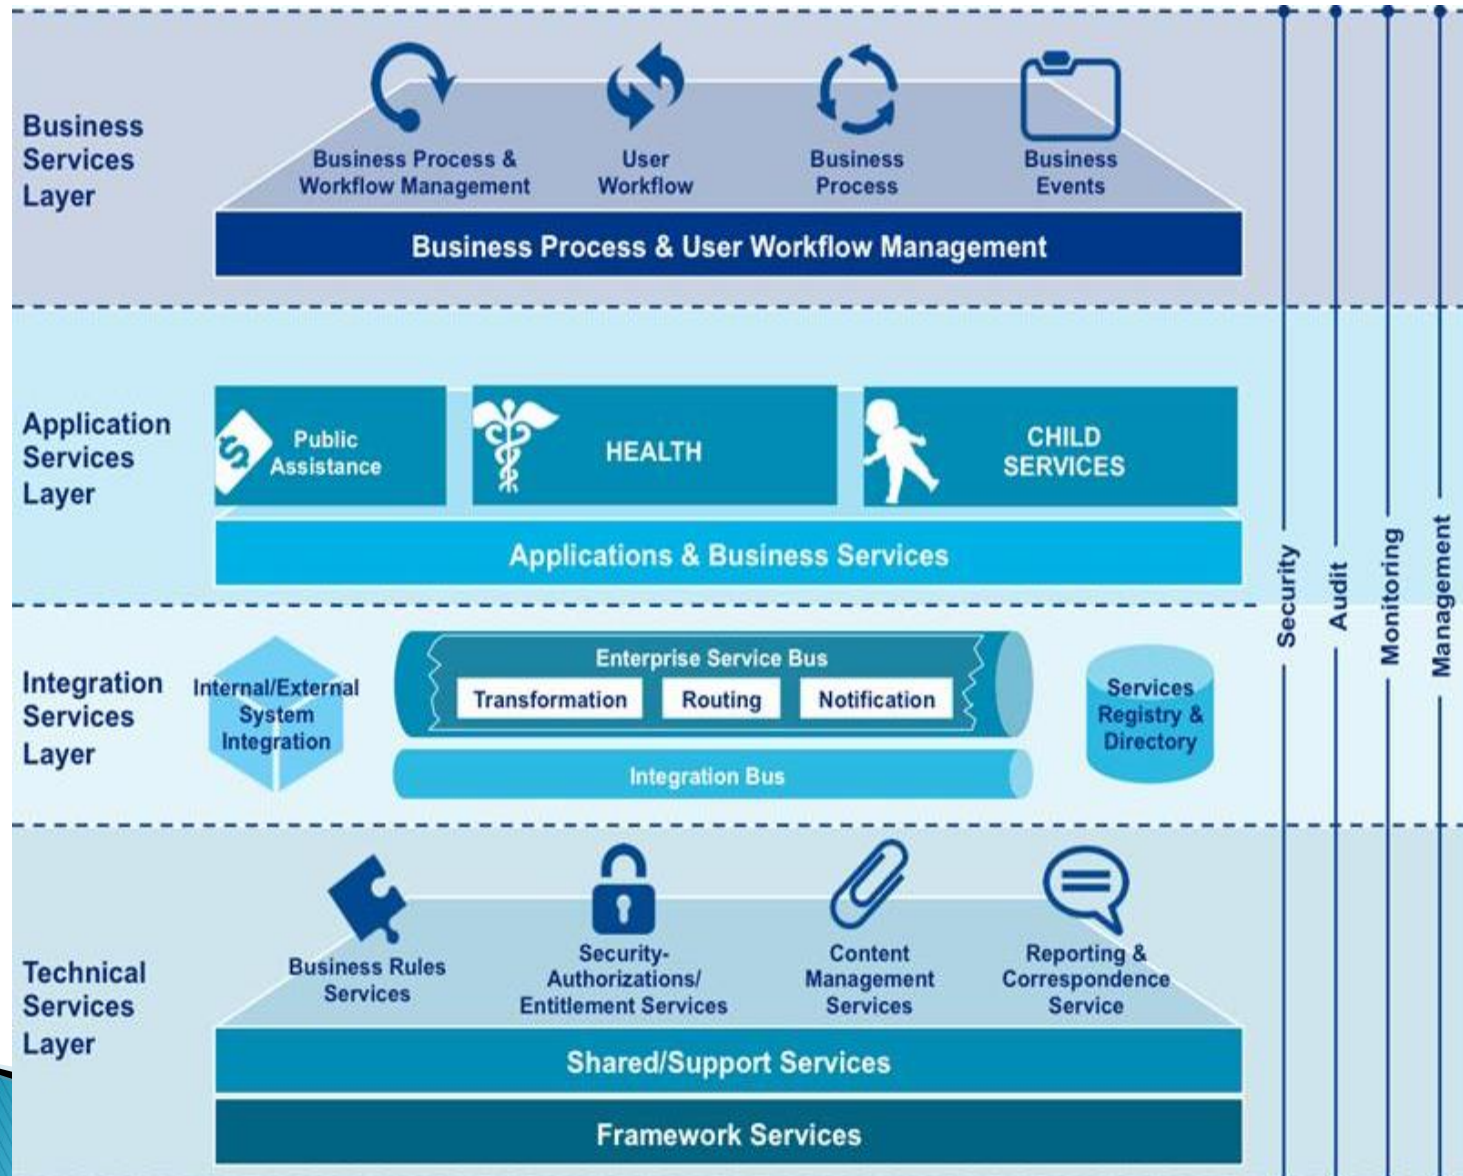 Business
Services
Layer
Business Process &
Workflow Management
User
Workflow
Business
Process
Business
Events
Business Process & User Workflow Management
Application
Services
Layer
$
Public
Assistance
HEALTH
CHILD
SERVICES
Applications & Business Services
Integration
Services
Layer
Internal/External
System
Integration
Enterprise Service Bus
Transformation
Routing
Notification
Integration Bus
Services
Registry &
Directory
Technical
Services
Layer
Business Rules
Services
Security-
Authorizations/
Entitlement Services
Content
Management
Services
Reporting &
Correspondence
Service
Shared/Support Services
Framework Services
Security
Audit
Monitoring
Management